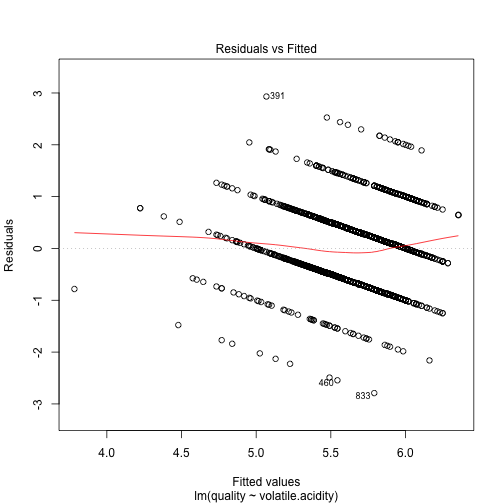 Residuals vs Fitted
Residuals
3
2
1
0
-1
-2
-3
391
460
833
4.0 4.5 5.0 5.5 6.0
Fitted values
lm(quality ~ volatile.acidity)